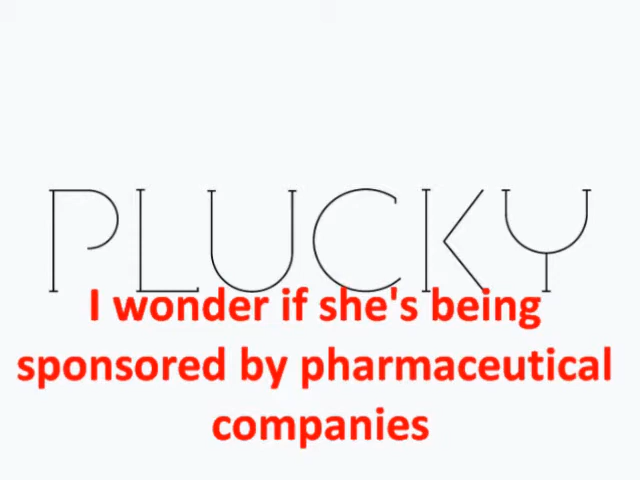 PLUCKY
I wonder if she's being
sponsored by pharmaceutical
companies